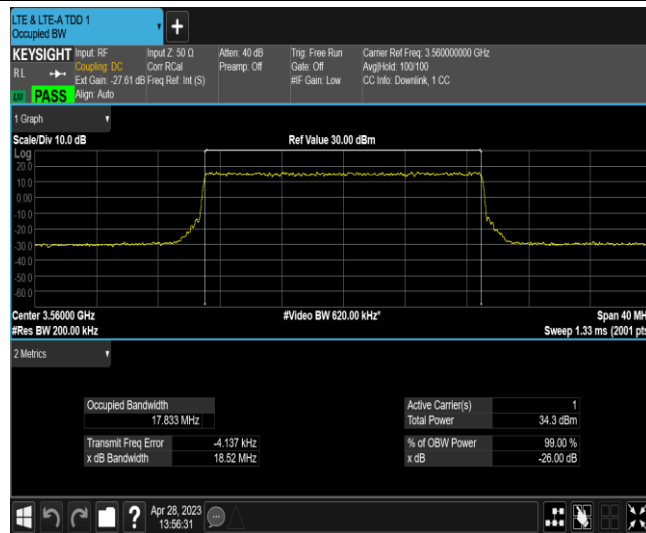 LTE & LTE-A TDD 1
Occupied BW
+
KEYSIGHT
RL
LXI
PASS
Input: RF
Coupling: DC
Ext Gain: -27.61 dB
Align: Auto
Input Z: 50 Ω
Corr RCal
Freq Ref: Int (S)
Atten: 40 dB
Preamp: Off
Trig: Free Run
Gate: Off
#IF Gain: Low
Carrier Ref Freq: 3.560000000 GHz
Avg|Hold: 100/100
CC Info: Downlink, 1 CC
1 Graph
Scale/Div 10.0 dB
Ref Value 30.00 dBm
Log
20.0
10.0
0.00
-10.0
-20.0
-30.0
-40.0
-50.0
-60.0
Center 3.56000 GHz
#Video BW 620.00 kHz*
Span 40 MH
#Res BW 200.00 kHz
Sweep 1.33 ms (2001 pts
2 Metrics
Occupied Bandwidth
17.833 MHz
Transmit Freq Error -4.137 kHz
x dB Bandwidth 18.52 MHz
Active Carrier(s) 1
Total Power 34.3 dBm
% of OBW Power 99.00 %
x dB -26.00 dB
?
Apr 28, 2023
13:56:31